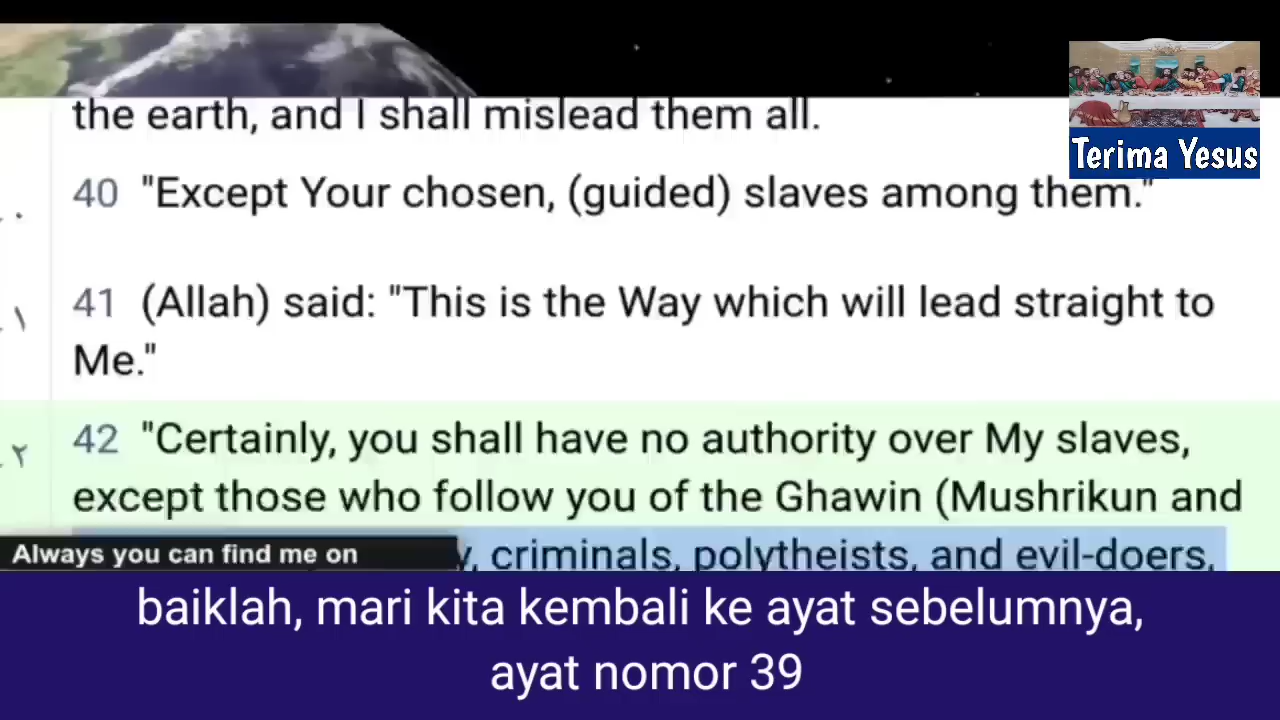 the earth, and I shall mislead them all.
Terima Yesus
40 "Except Your chosen, (guided) slaves among them."
41 (Allah) said: "This is the Way which will lead straight to
Me."
42 "Certainly, you shall have no authority over My slaves,
except those who follow you of the Ghawin (Mushrikun and
criminals, polytheists, and evil-doers,
Always you can find me on
baiklah, mari kita kembali ke ayat sebelumnya,
ayat nomor 39